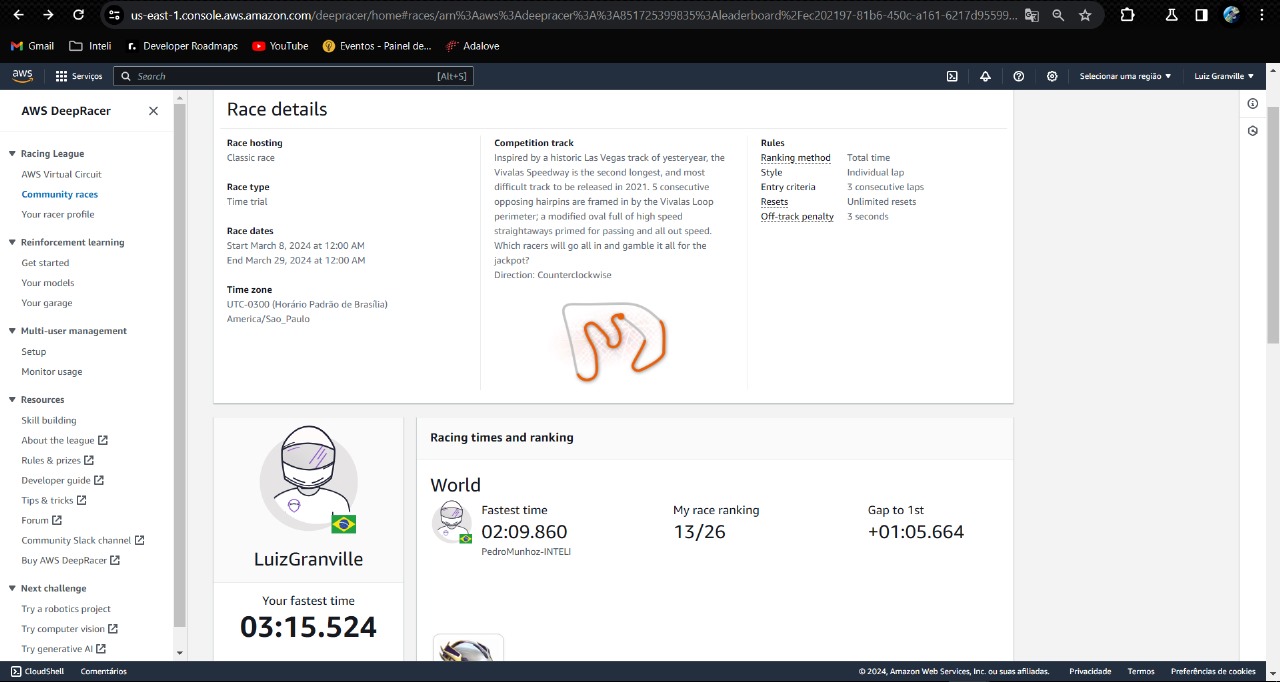 us-east-1.console.aws.amazon.com/deepracer/home#races/arn%3Aaws%3Adeepracer%3A%3A851725399835%3Aleaderboard%2Fec202197-81b6-450c-a161-6217d95599...
Gmail Inteli Developer Roadmaps YouTube Eventos - Painel de... Adalove
aws Serviços Search [Alt+S] Selecionar uma região Luiz Granville
AWS DeepRacer
Racing League
AWS Virtual Circuit
Community races
Your racer profile
Reinforcement learning
Get started
Your models
Your garage
Multi-user management
Setup
Monitor usage
Resources
Skill building
About the league
Rules & prizes
Developer guide
Tips & tricks
Forum
Community Slack channel
Buy AWS DeepRacer
Next challenge
Try a robotics project
Try computer vision
Try generative AI
Race details
Race hosting
Classic race
Race type
Time trial
Race dates
Start March 8, 2024 at 12:00 AM
End March 29, 2024 at 12:00 AM
Time zone
UTC-0300 (Horário Padrão de Brasília)
America/Sao_Paulo
Competition track
Inspired by a historic Las Vegas track of yesteryear, the
Vivalas Speedway is the second longest, and most
difficult track to be released in 2021. 5 consecutive
opposing hairpins are framed in by the Vivalas Loop
perimeter; a modified oval full of high speed
straightaways primed for passing and all out speed.
Which racers will go all in and gamble it all for the
jackpot?
Direction: Counterclockwise
Rules
Ranking method Total time
Style Individual lap
Entry criteria 3 consecutive laps
Resets Unlimited resets
Off-track penalty 3 seconds
LuizGranville
Your fastest time
03:15.524
Racing times and ranking
World
Fastest time
02:09.860
PedroMunhoz-INTELI
My race ranking
13/26
Gap to 1st
+01:05.664
CloudShell Comentários © 2024, Amazon Web Services, Inc. ou suas afiliadas. Privacidade Termos Preferências de cookies